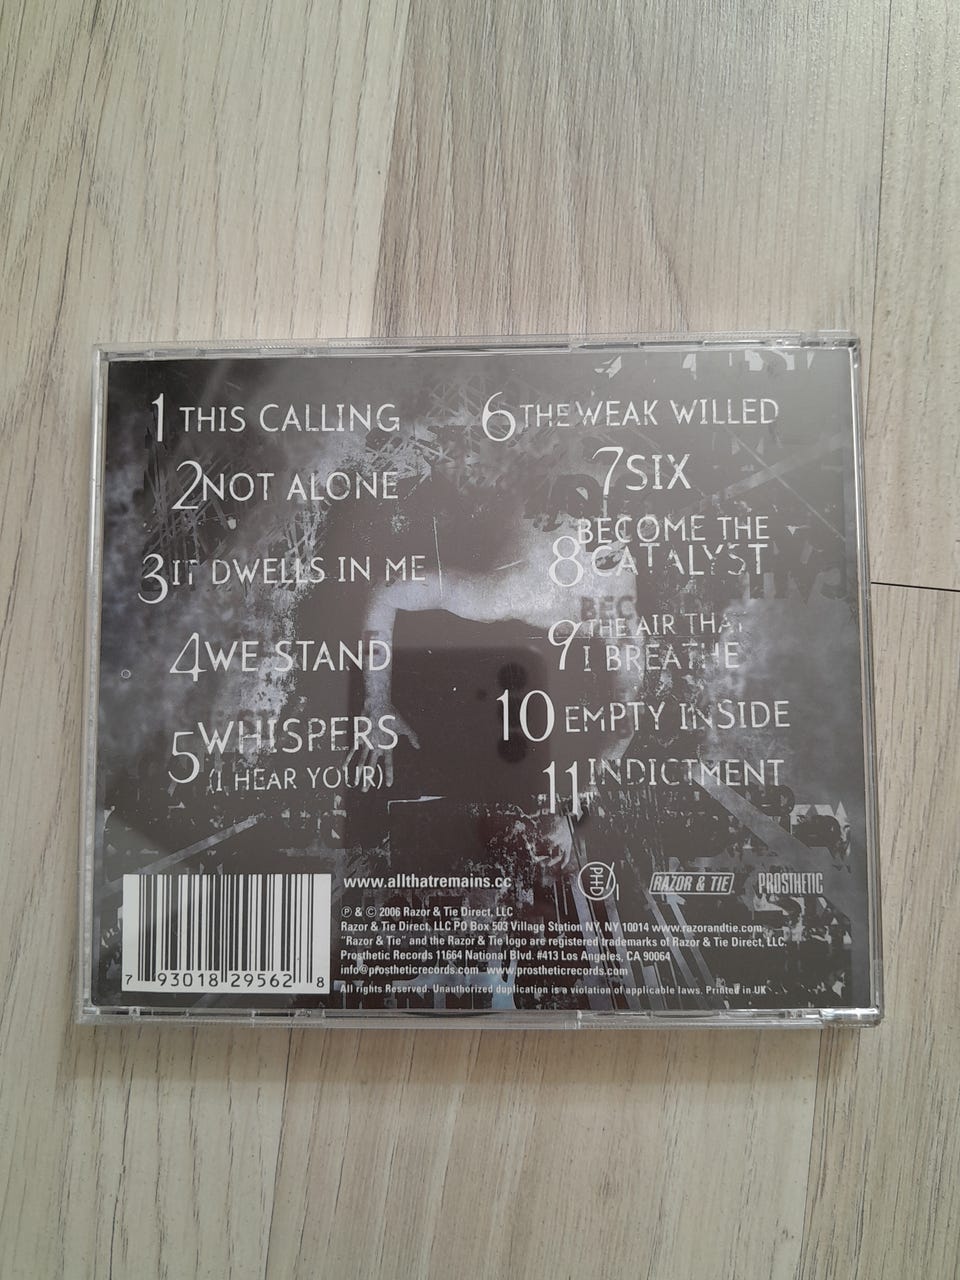 1 THIS CALLING
2 NOT ALONE
3 IT DWELLS IN ME
4 WE STAND
5 WHISPERS
(I HEAR YOUR)
6 THE WEAK WILLED
7 SIX
8 BECOME THE
CATALYST
9 THE AIR THAT
I BREATHE
10 EMPTY INSIDE
11 INDICTMENT
7 93018 29562 8
www.allthatremains.cc
PHD
RAZOR & TIE
PROSTHETIC
℗ & © 2006 Razor & Tie Direct, LLC
Razor & Tie Direct, LLC PO Box 503 Village Station NY, NY 10014 www.razorandtie.com
"Razor & Tie" and the Razor & Tie logo are registered trademarks of Razor & Tie Direct, LLC.
Prosthetic Records 11664 National Blvd. #413 Los Angeles, CA 90064
info@prostheticrecords.com www.prostheticrecords.com
All rights Reserved. Unauthorized duplication is a violation of applicable laws. Printed in UK